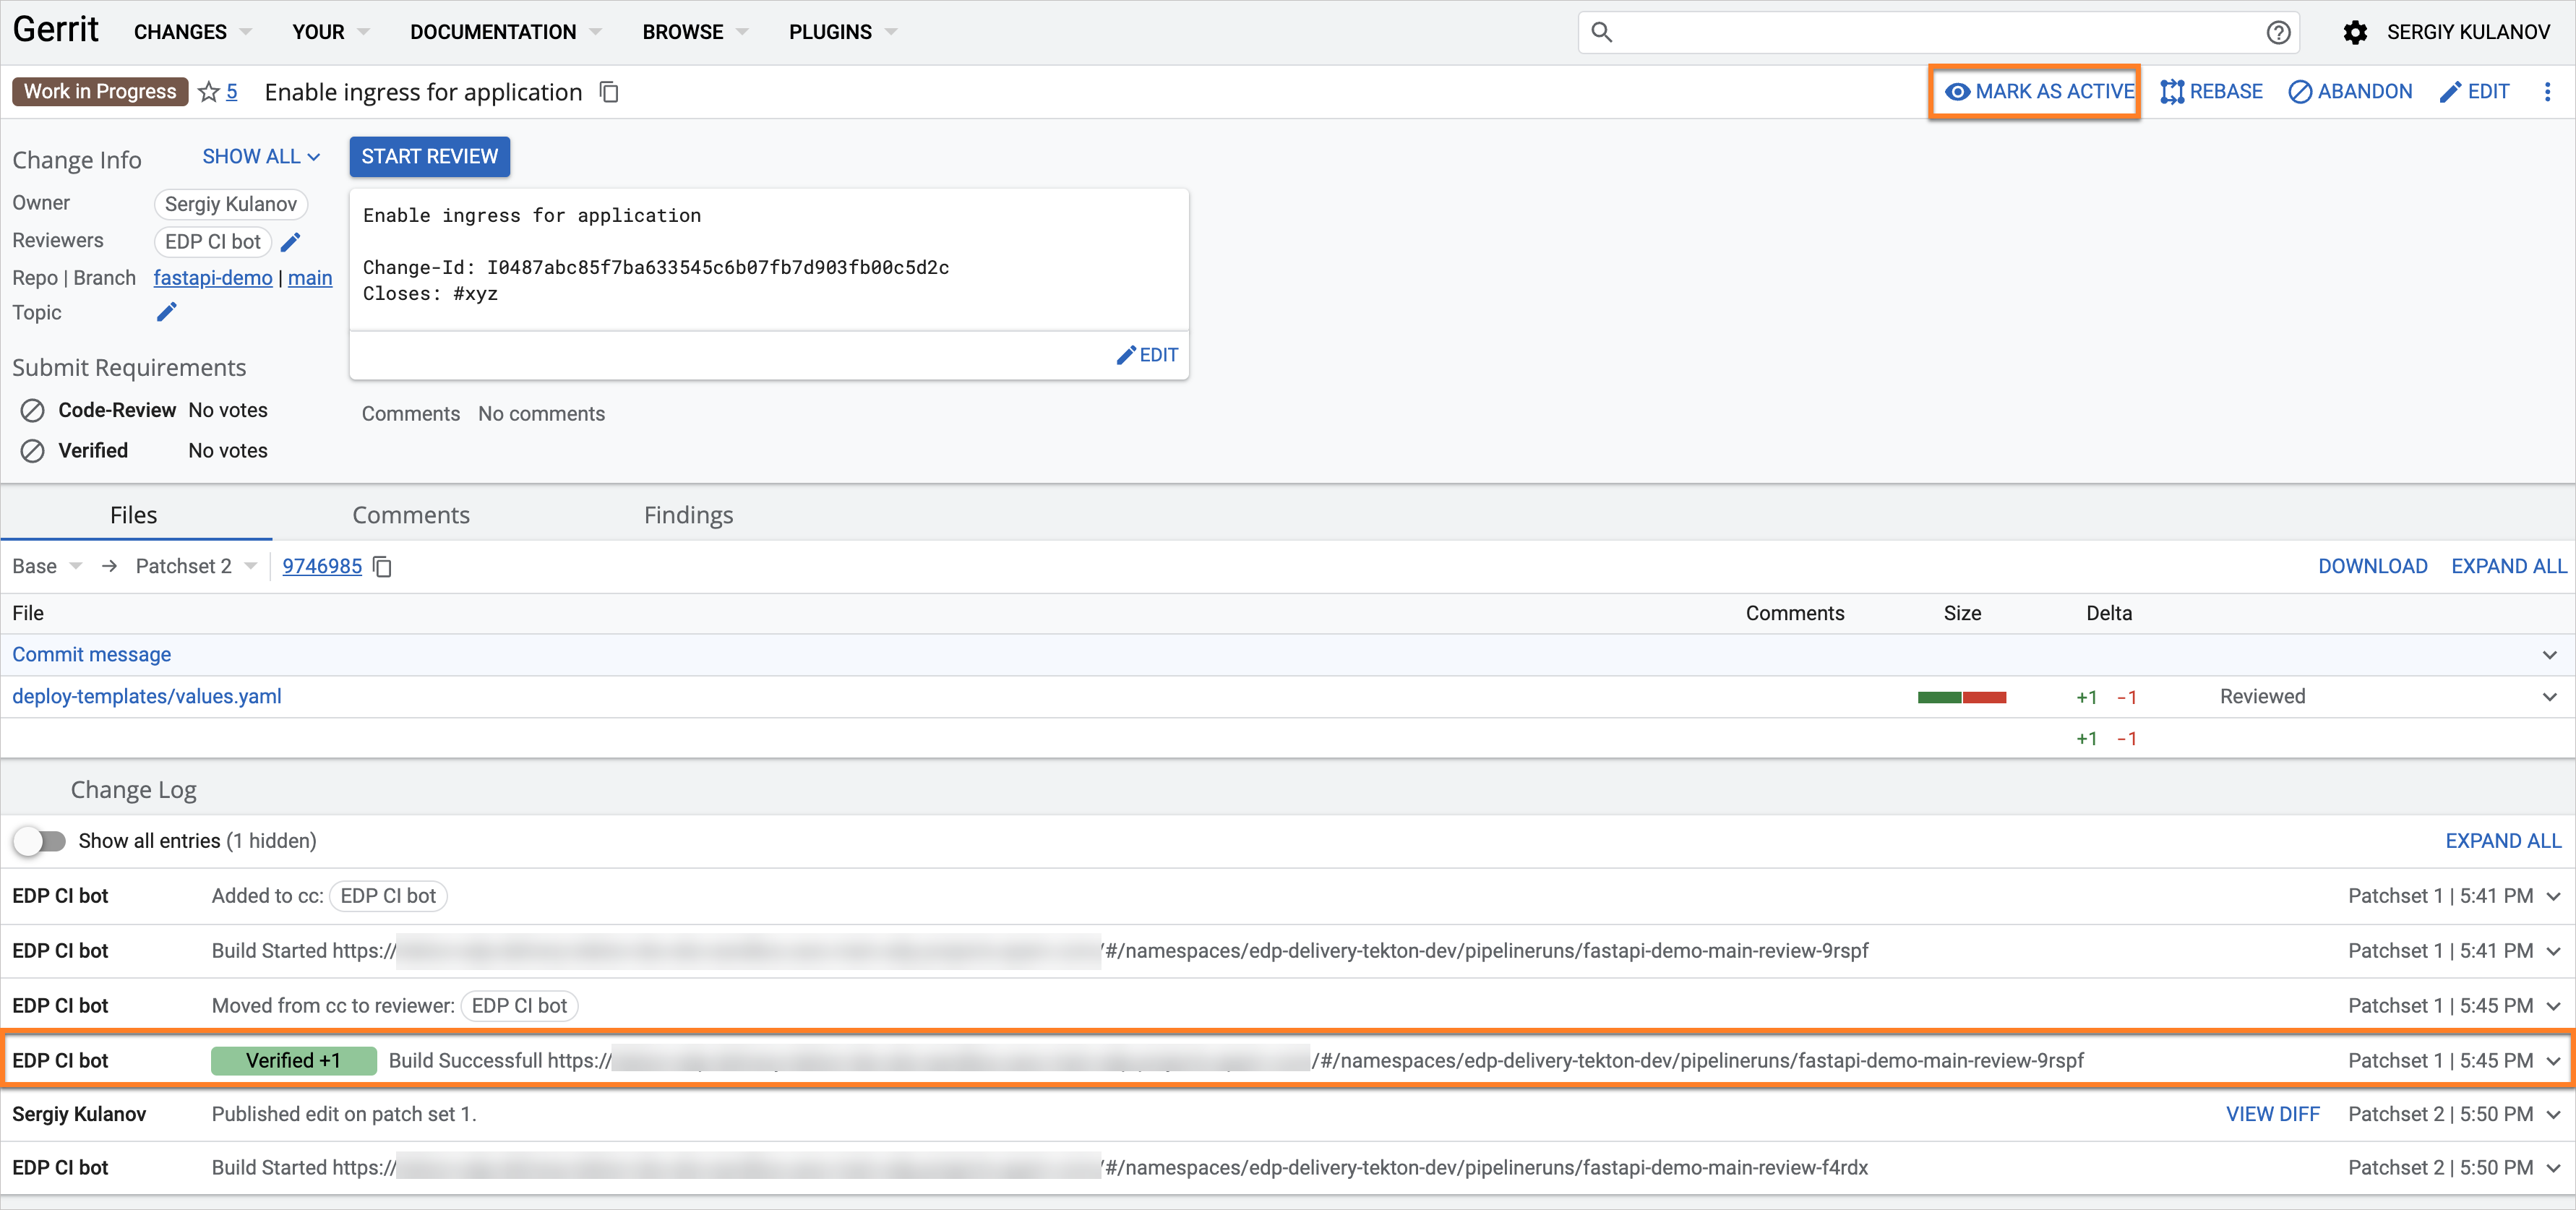 Gerrit CHANGES YOUR DOCUMENTATION BROWSE PLUGINS SERGIY KULANOV
Work in Progress 5 Enable ingress for application MARK AS ACTIVE REBASE ABANDON EDIT
Change Info SHOW ALL START REVIEW
Owner Sergiy Kulanov
Reviewers EDP CI bot
Repo | Branch fastapi-demo | main
Topic
Enable ingress for application
Change-Id: I0487abc85f7ba633545c6b07fb7d903fb00c5d2c
Closes: #xyz
EDIT
Submit Requirements
Code-Review No votes
Verified No votes
Comments No comments
Files Comments Findings
Base → Patchset 2 9746985 DOWNLOAD EXPAND ALL
File Comments Size Delta
Commit message
deploy-templates/values.yaml +1 −1 Reviewed
+1 −1
Change Log
Show all entries (1 hidden) EXPAND ALL
EDP CI bot Added to cc: EDP CI bot Patchset 1 | 5:41 PM
EDP CI bot Build Started https:// /#/namespaces/edp-delivery-tekton-dev/pipelineruns/fastapi-demo-main-review-9rspf Patchset 1 | 5:41 PM
EDP CI bot Moved from cc to reviewer: EDP CI bot Patchset 1 | 5:45 PM
EDP CI bot Verified +1 Build Successfull https:// /#/namespaces/edp-delivery-tekton-dev/pipelineruns/fastapi-demo-main-review-9rspf Patchset 1 | 5:45 PM
Sergiy Kulanov Published edit on patch set 1. VIEW DIFF Patchset 2 | 5:50 PM
EDP CI bot Build Started https:// /#/namespaces/edp-delivery-tekton-dev/pipelineruns/fastapi-demo-main-review-f4rdx Patchset 2 | 5:50 PM